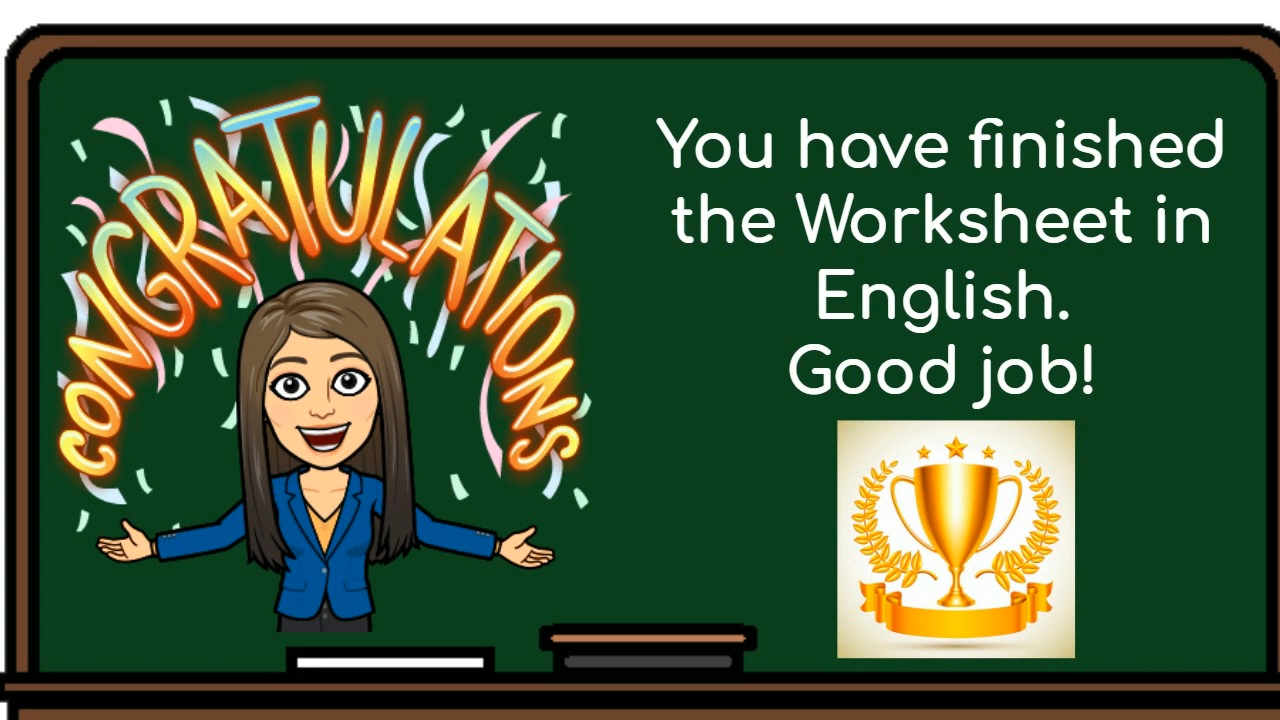 CONGRATULATIONS
You have finished
the Worksheet in
English.
Good job!